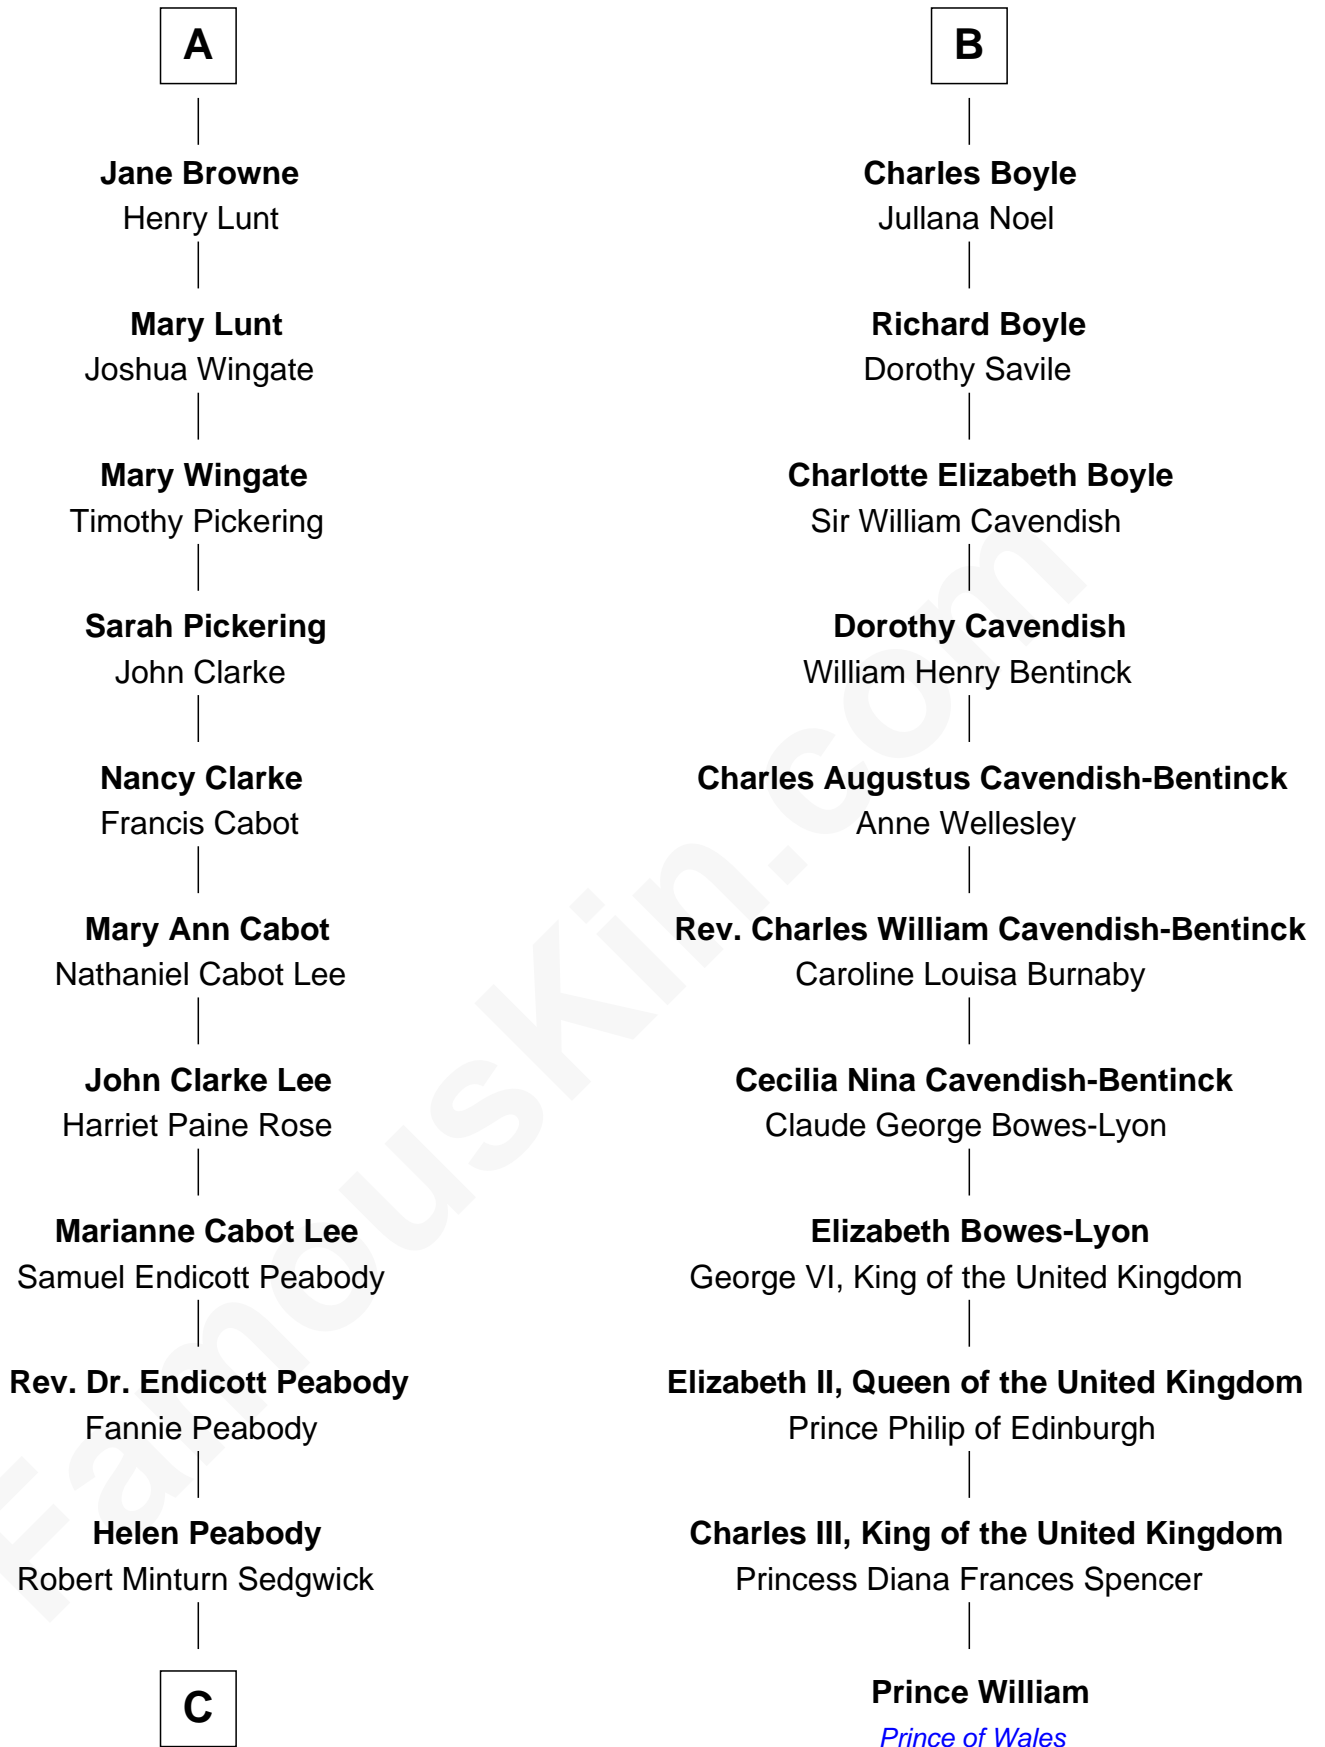 A
Jane Browne
Henry Lunt
Mary Lunt
Joshua Wingate
Mary Wingate
Timothy Pickering
Sarah Pickering
John Clarke
Nancy Clarke
Francis Cabot
Mary Ann Cabot
Nathaniel Cabot Lee
John Clarke Lee
Harriet Paine Rose
Marianne Cabot Lee
Samuel Endicott Peabody
Rev. Dr. Endicott Peabody
Fannie Peabody
Helen Peabody
Robert Minturn Sedgwick
C
B
Charles Boyle
Jullana Noel
Richard Boyle
Dorothy Savile
Charlotte Elizabeth Boyle
Sir William Cavendish
Dorothy Cavendish
William Henry Bentinck
Charles Augustus Cavendish-Bentinck
Anne Wellesley
Rev. Charles William Cavendish-Bentinck
Caroline Louisa Burnaby
Cecilia Nina Cavendish-Bentinck
Claude George Bowes-Lyon
Elizabeth Bowes-Lyon
George VI, King of the United Kingdom
Elizabeth II, Queen of the United Kingdom
Prince Philip of Edinburgh
Charles III, King of the United Kingdom
Princess Diana Frances Spencer
Prince William
Prince of Wales
FamousKin.com